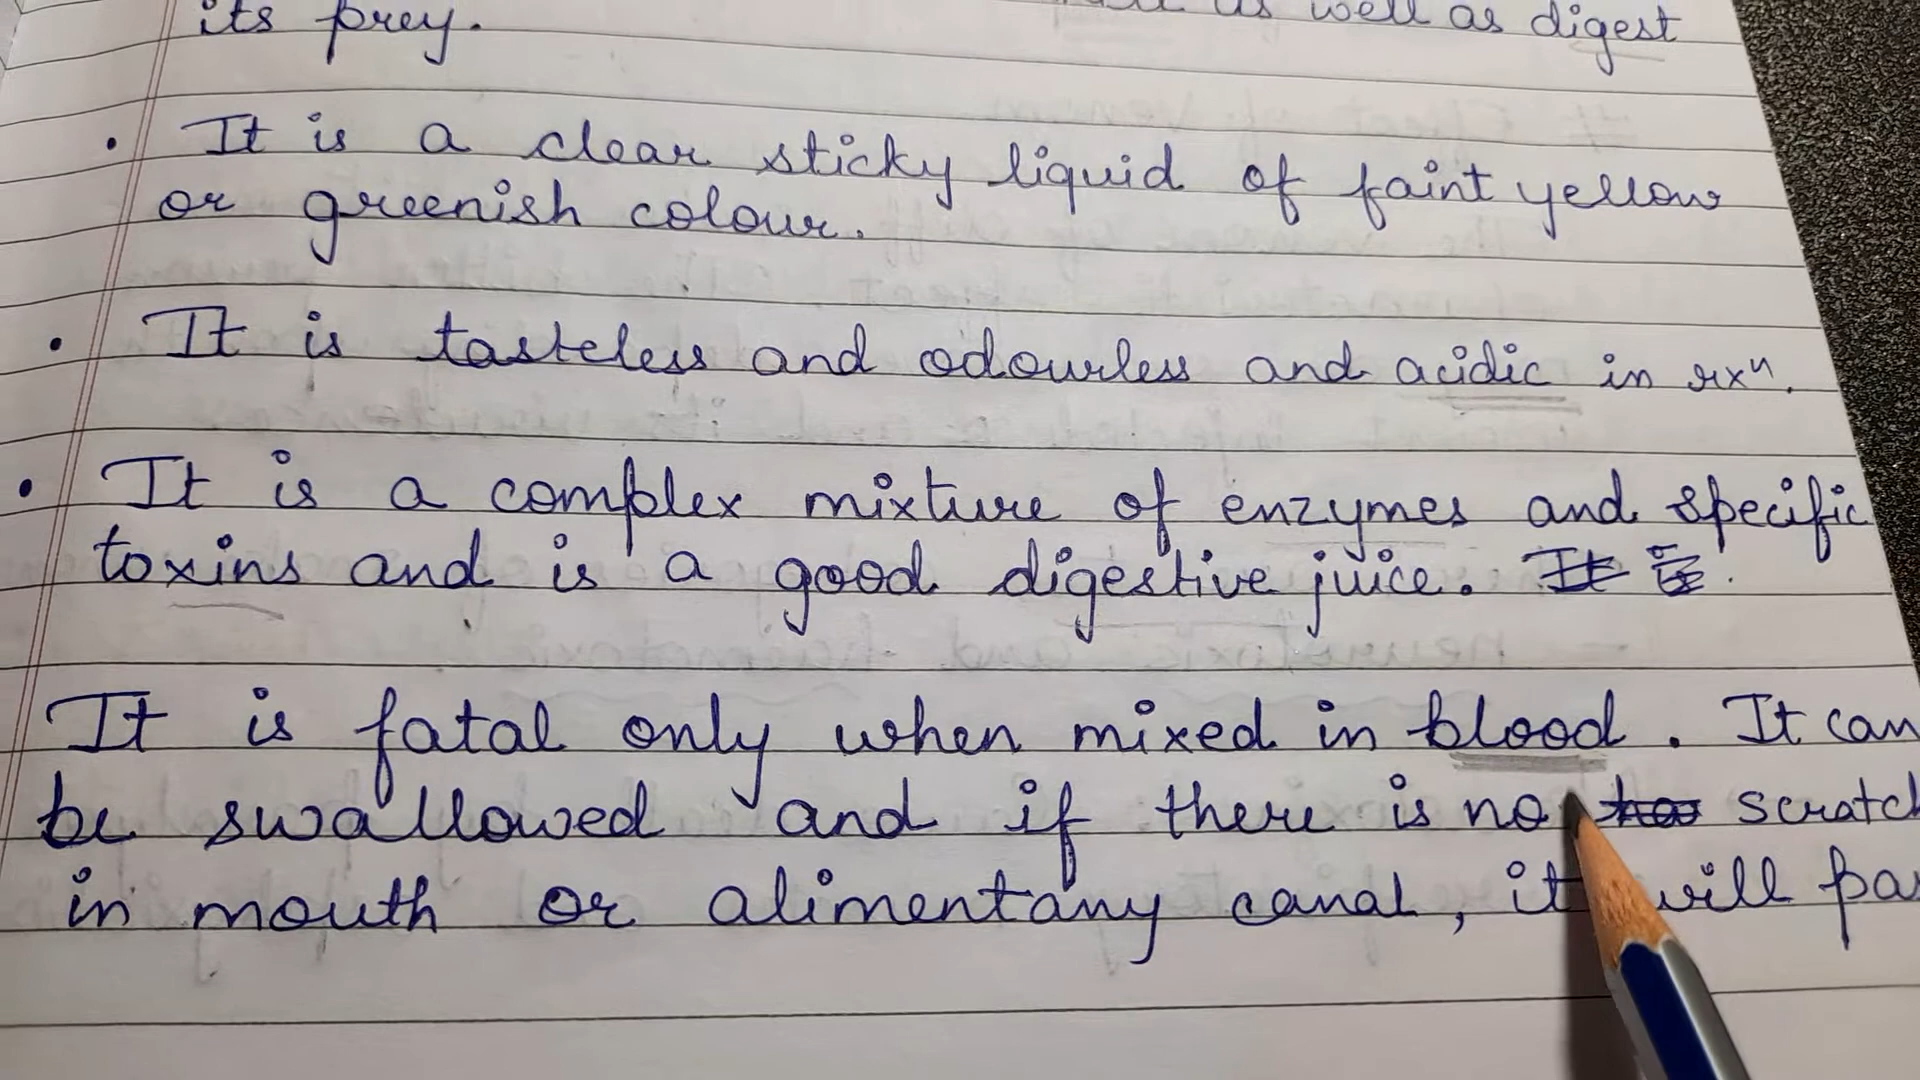 as well as digest
its prey.
• It is a clear sticky liquid of faint yellow
or greenish colour.
• It is tasteless and odourless and acidic in rxⁿ.
• It is a complex mixture of enzymes and specific
toxins and is a good digestive juice. It is.
It is fatal only when mixed in blood. It can
be swallowed and if there is no scratch
in mouth or alimentary canal, it will